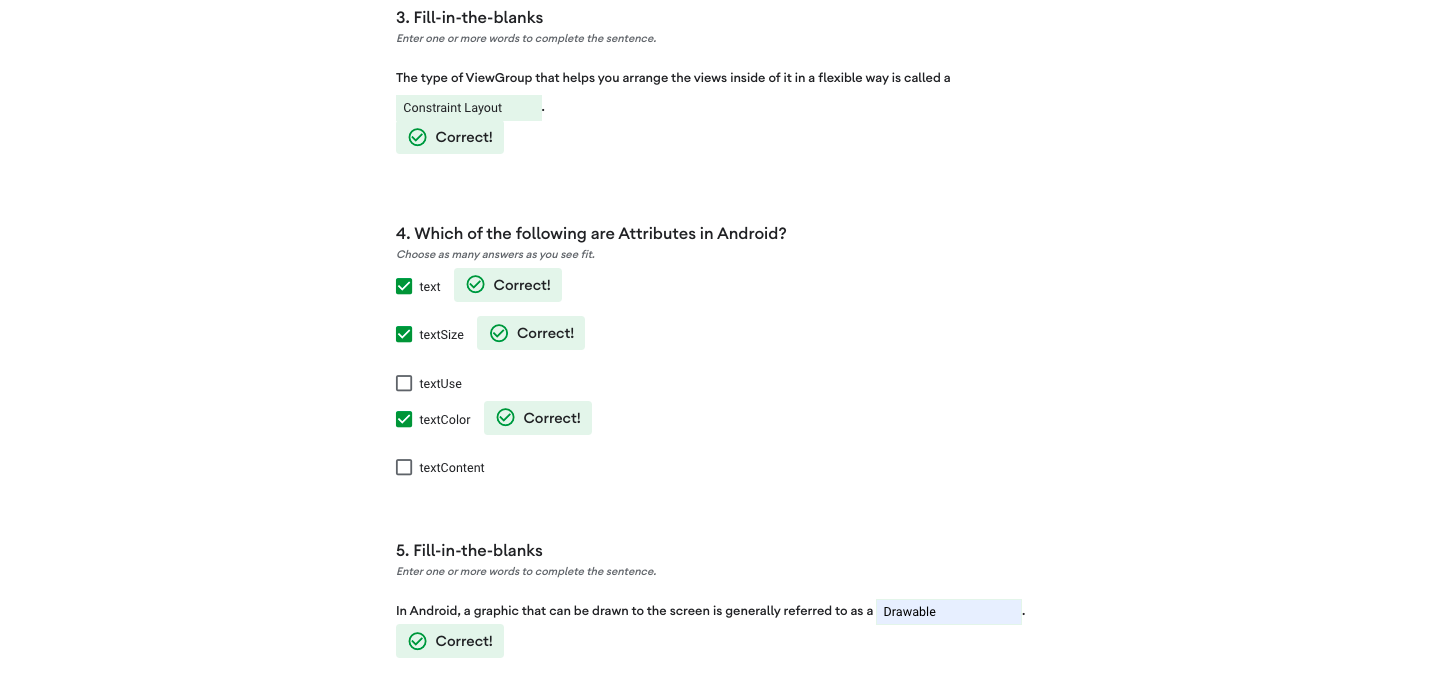 3. Fill-in-the-blanks
Enter one or more words to complete the sentence.
The type of ViewGroup that helps you arrange the views inside of it in a flexible way is called a
Constraint Layout .
Correct!
4. Which of the following are Attributes in Android?
Choose as many answers as you see fit.
text Correct!
textSize Correct!
textUse
textColor Correct!
textContent
5. Fill-in-the-blanks
Enter one or more words to complete the sentence.
In Android, a graphic that can be drawn to the screen is generally referred to as a Drawable .
Correct!